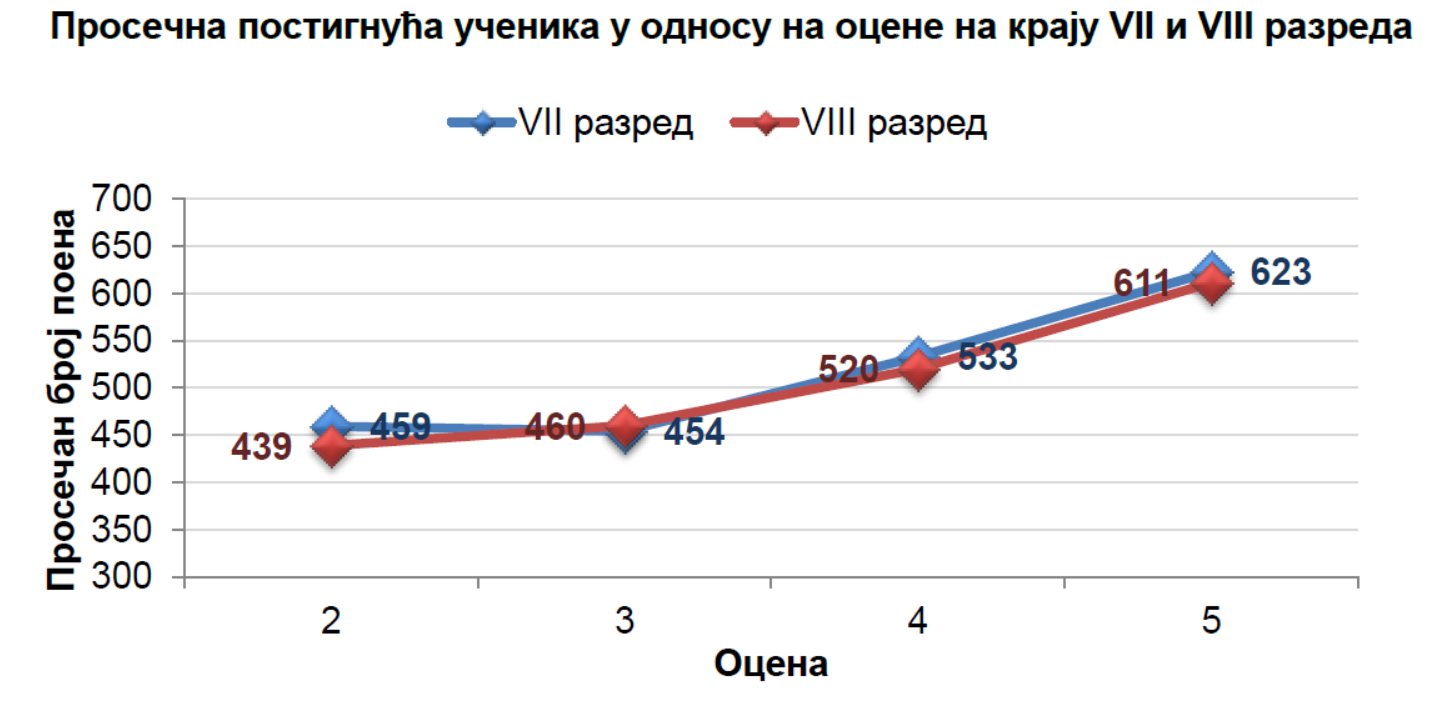 Просечна постигнућа ученика у односу на оцене на крају VII и VIII разреда
VII разред VIII разред
Просечан број поена
700
650
600
550
500
450
400
350
300
439 459 460 454 520 533 611 623
2 3 4 5
Оцена